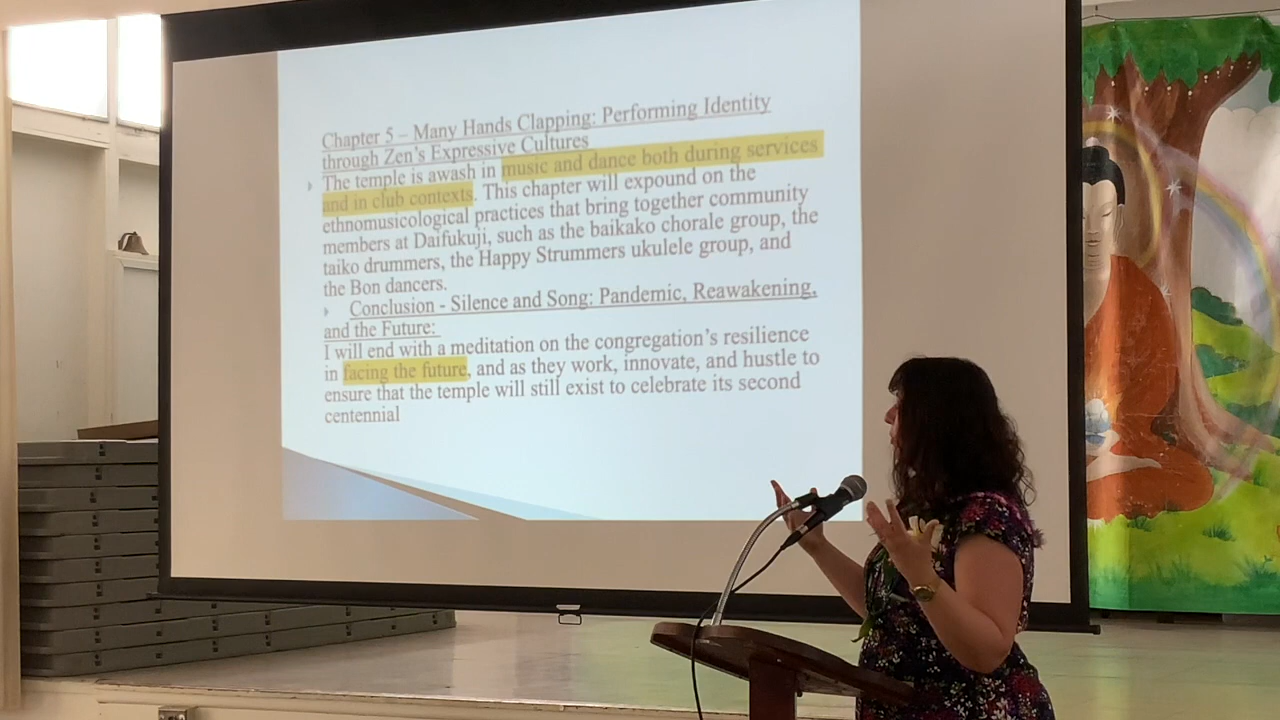 Chapter 5 – Many Hands Clapping: Performing Identity
through Zen's Expressive Cultures
The temple is awash in music and dance both during services
and in club contexts. This chapter will expound on the
ethnomusicological practices that bring together community
members at Daifukuji, such as the baikako chorale group, the
taiko drummers, the Happy Strummers ukulele group, and
the Bon dancers.
Conclusion - Silence and Song: Pandemic, Reawakening,
and the Future:
I will end with a meditation on the congregation's resilience
in facing the future, and as they work, innovate, and hustle to
ensure that the temple will still exist to celebrate its second
centennial